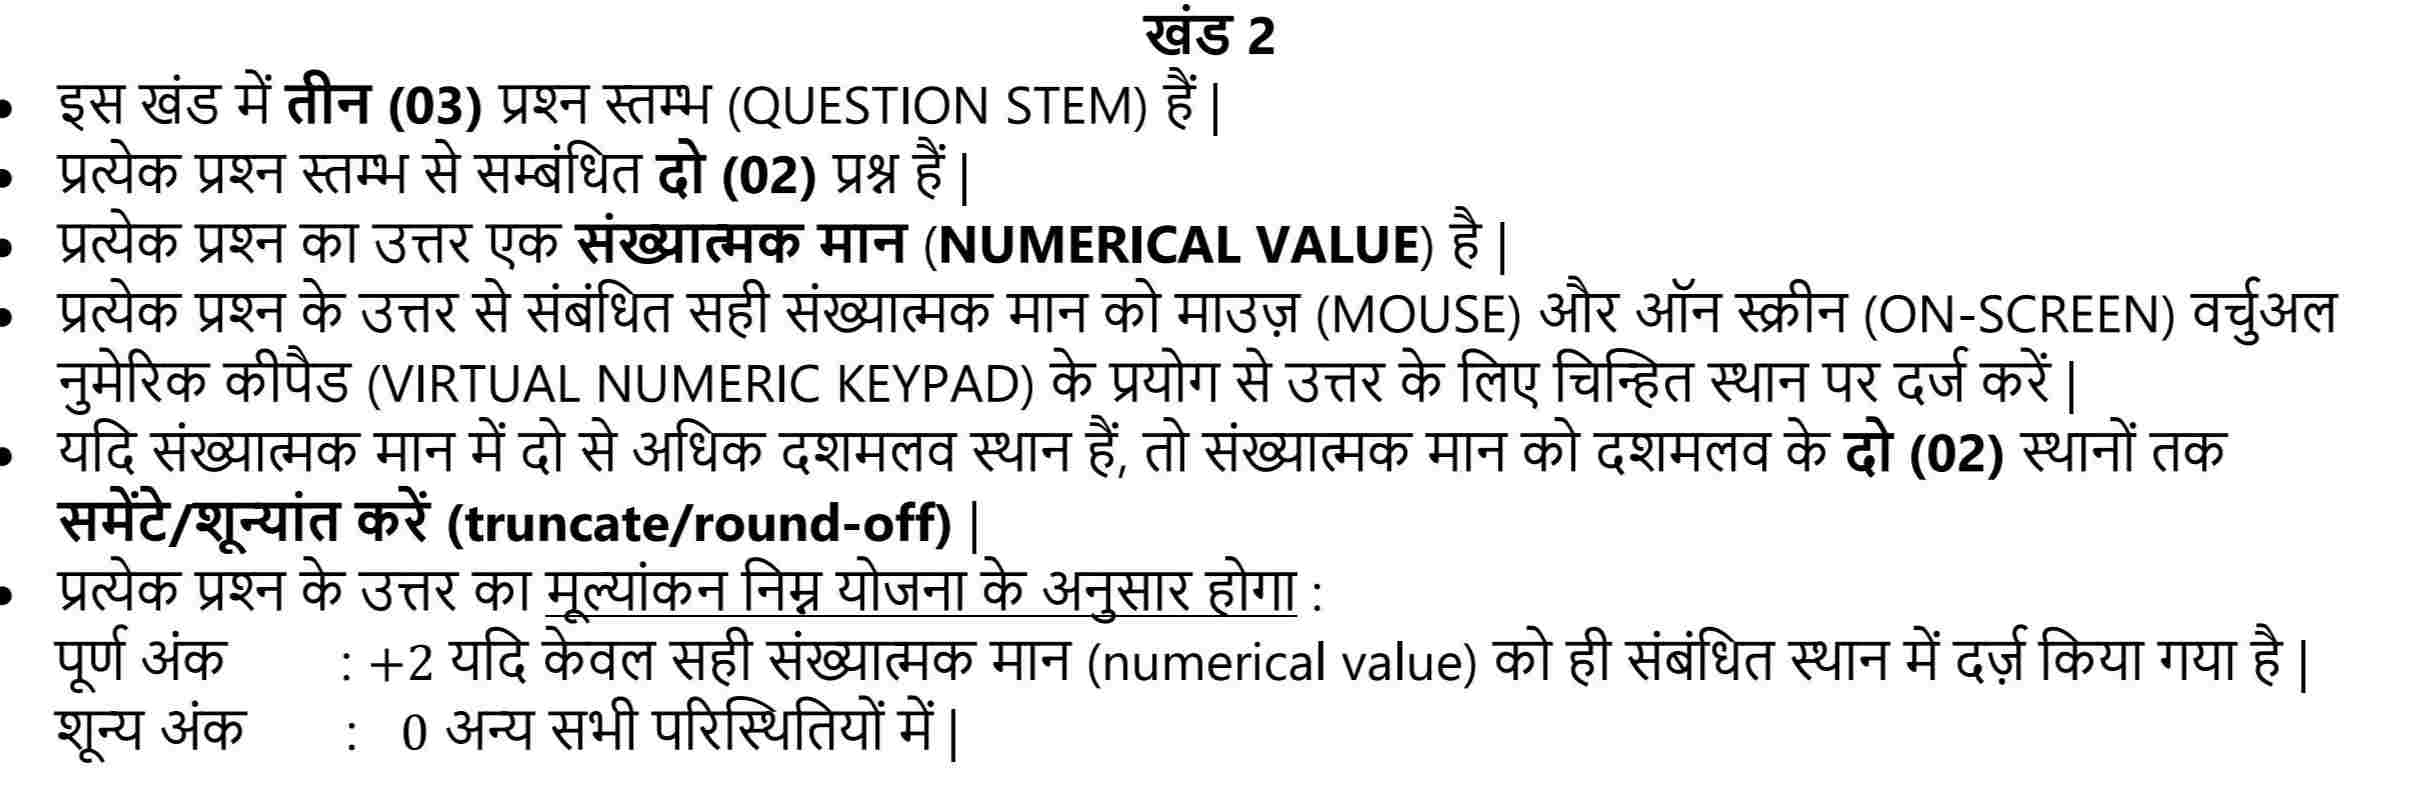 खंड 2
• इस खंड में तीन (03) प्रश्न स्तम्भ (QUESTION STEM) हैं |
• प्रत्येक प्रश्न स्तम्भ से सम्बंधित दो (02) प्रश्न हैं |
• प्रत्येक प्रश्न का उत्तर एक संख्यात्मक मान (NUMERICAL VALUE) है |
• प्रत्येक प्रश्न के उत्तर से संबंधित सही संख्यात्मक मान को माउज़ (MOUSE) और ऑन स्क्रीन (ON-SCREEN) वर्चुअल
नुमेरिक कीपैड (VIRTUAL NUMERIC KEYPAD) के प्रयोग से उत्तर के लिए चिन्हित स्थान पर दर्ज करें |
• यदि संख्यात्मक मान में दो से अधिक दशमलव स्थान हैं, तो संख्यात्मक मान को दशमलव के दो (02) स्थानों तक
समेंटे/शून्यांत करें (truncate/round-off) |
• प्रत्येक प्रश्न के उत्तर का मूल्यांकन निम्न योजना के अनुसार होगा :
पूर्ण अंक : +2 यदि केवल सही संख्यात्मक मान (numerical value) को ही संबंधित स्थान में दर्ज़ किया गया है |
शून्य अंक : 0 अन्य सभी परिस्थितियों में |